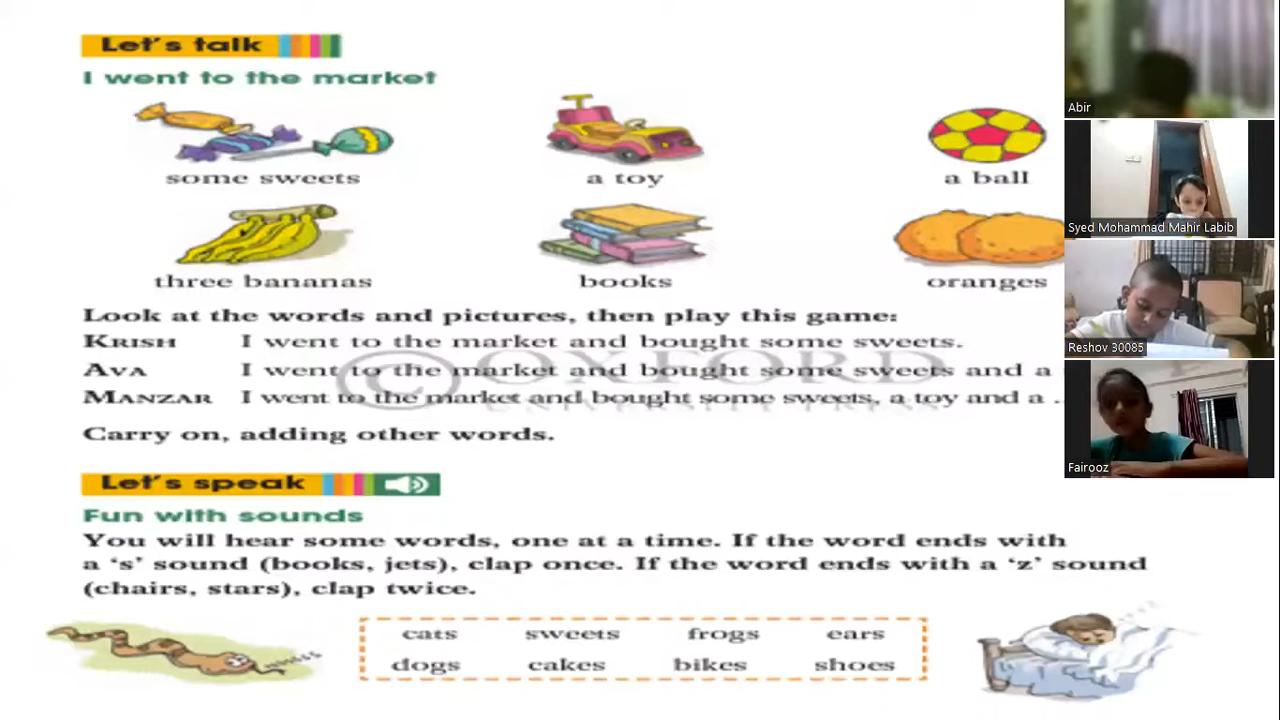 Let's talk
I went to the market
some sweets a toy a ball
three bananas books oranges
Look at the words and pictures, then play this game:
KRISH I went to the market and bought some sweets.
AVA I went to the market and bought some sweets and a
MANZAR I went to the market and bought some sweets, a toy and a ...
© OXFORD
UNIVERSITY PRESS
Carry on, adding other words.
Let's speak
Fun with sounds
You will hear some words, one at a time. If the word ends with
a 's' sound (books, jets), clap once. If the word ends with a 'z' sound
(chairs, stars), clap twice.
cats sweets frogs ears
dogs cakes bikes shoes
Abir
Syed Mohammad Mahir Labib
Reshov 30085
Fairooz